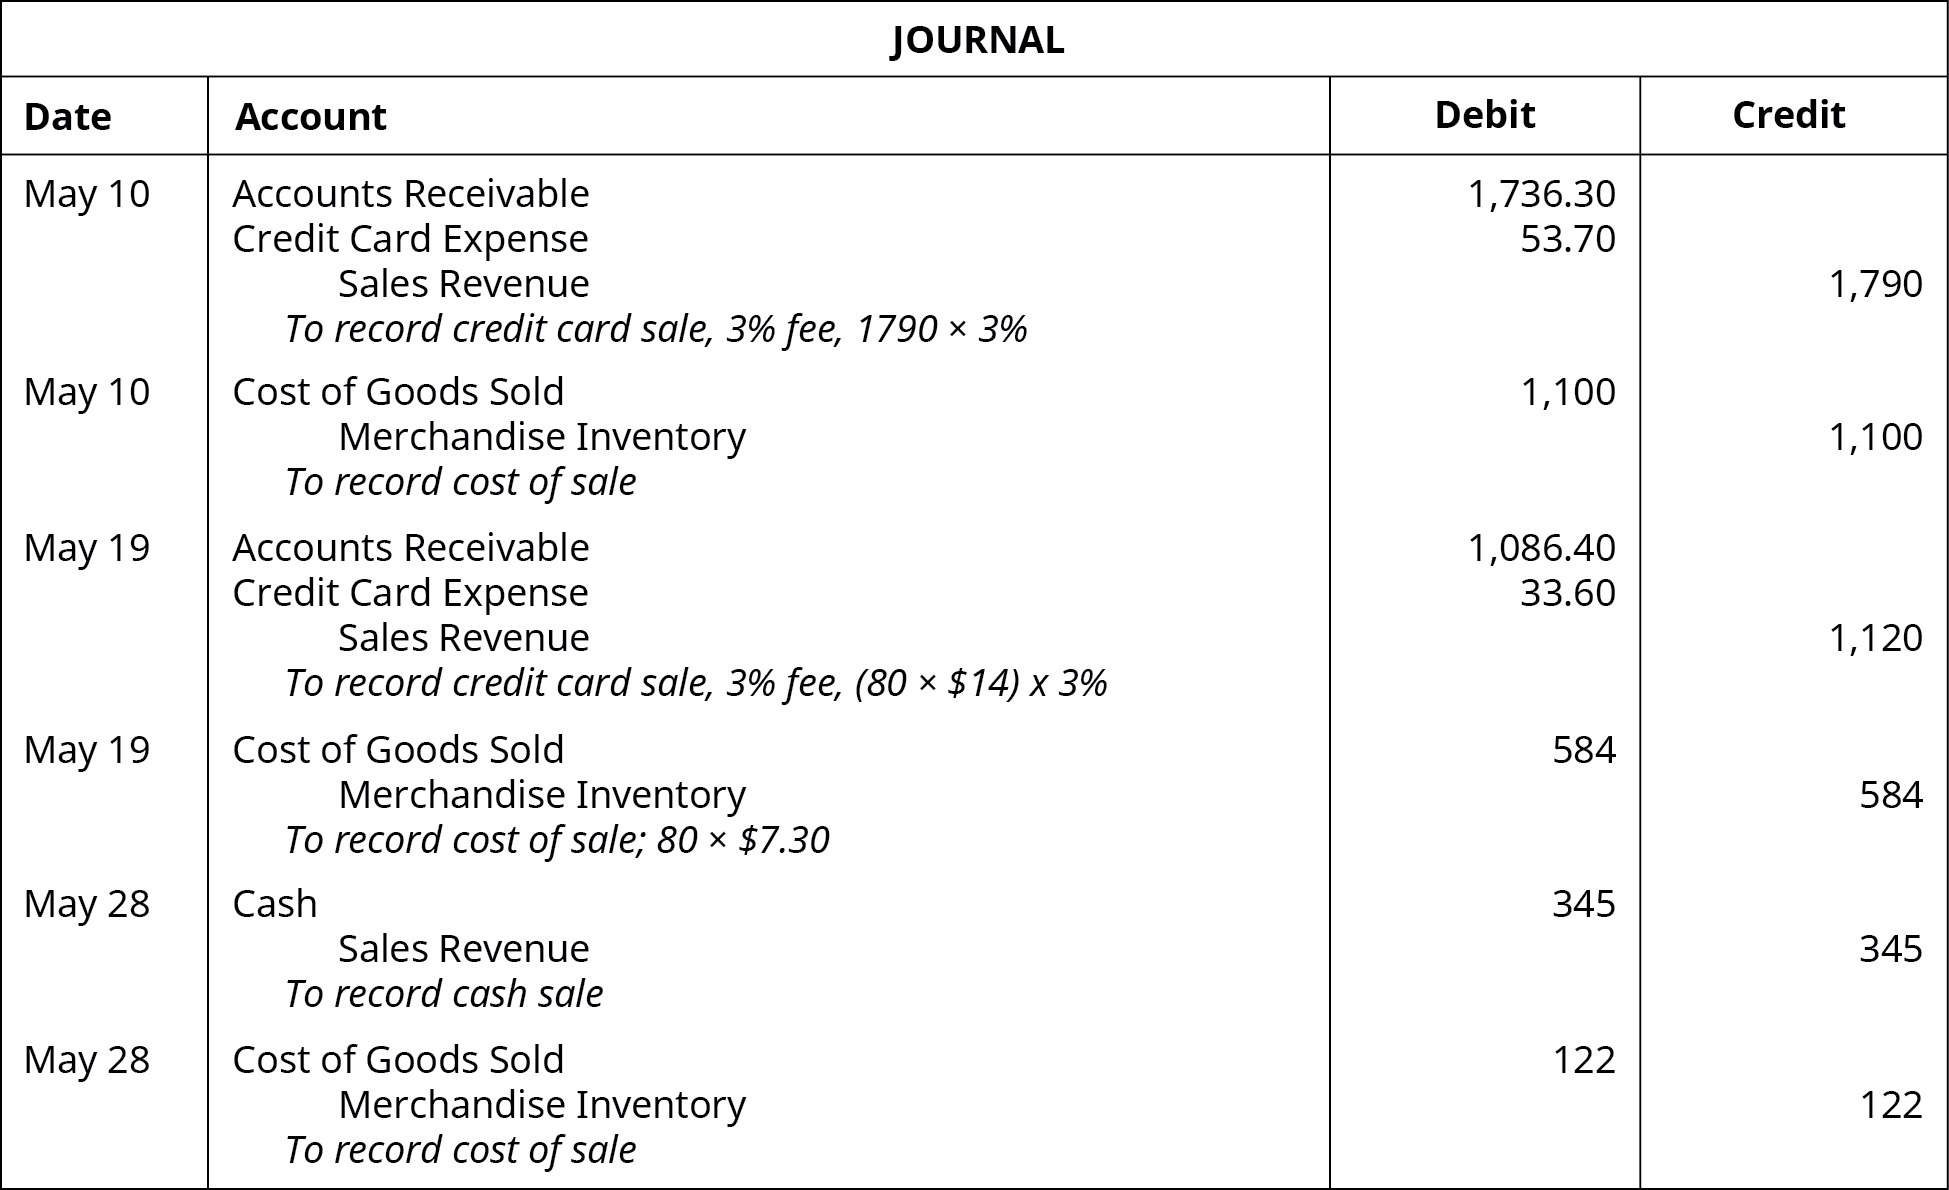 JOURNAL
Date Account Debit Credit
May 10 Accounts Receivable 1,736.30
Credit Card Expense 53.70
Sales Revenue 1,790
To record credit card sale, 3% fee, 1790 × 3%
May 10 Cost of Goods Sold 1,100
Merchandise Inventory 1,100
To record cost of sale
May 19 Accounts Receivable 1,086.40
Credit Card Expense 33.60
Sales Revenue 1,120
To record credit card sale, 3% fee, (80 × $14) x 3%
May 19 Cost of Goods Sold 584
Merchandise Inventory 584
To record cost of sale; 80 × $7.30
May 28 Cash 345
Sales Revenue 345
To record cash sale
May 28 Cost of Goods Sold 122
Merchandise Inventory 122
To record cost of sale